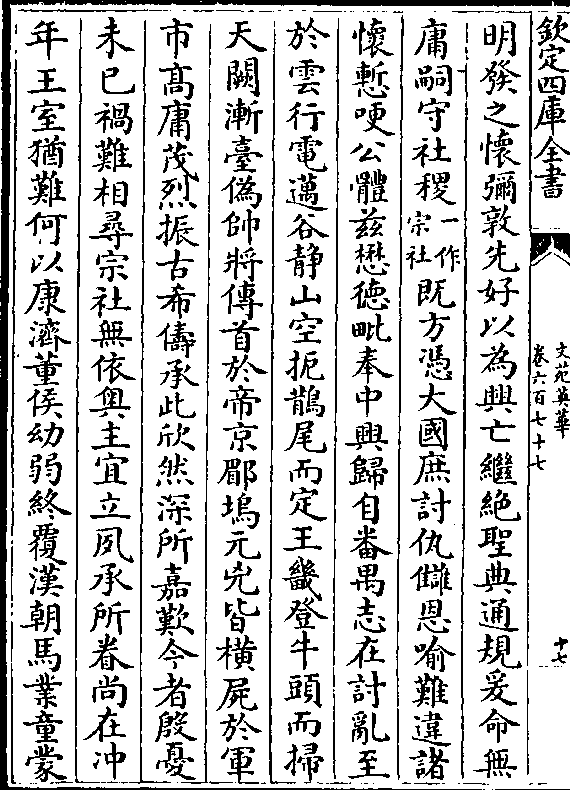 欽定四庫全書
文苑英華
卷六百七十七
十七
明發之懷彌敦先好以為興亡繼絶聖典通規爰命無
庸嗣守社稷一作宗社既方憑大國庶討仇讎恩喻難違諸
懷慙哽公體兹懋徳毗奉中興歸自番禺志在討亂至
於雲行電邁谷静山空扼鵲尾而定王畿登牛頭而掃
天闕漸臺偽帥將傳首於帝京郿塢元兇皆横屍於軍
市髙庸茂烈振古希儔承此欣然深所嘉歎今者殷憂
未已禍難相尋宗社無依奥主宜立夙承所眷尚在冲
年王室猶難何以康濟董侯幼弱終覆漢朝馬業童蒙